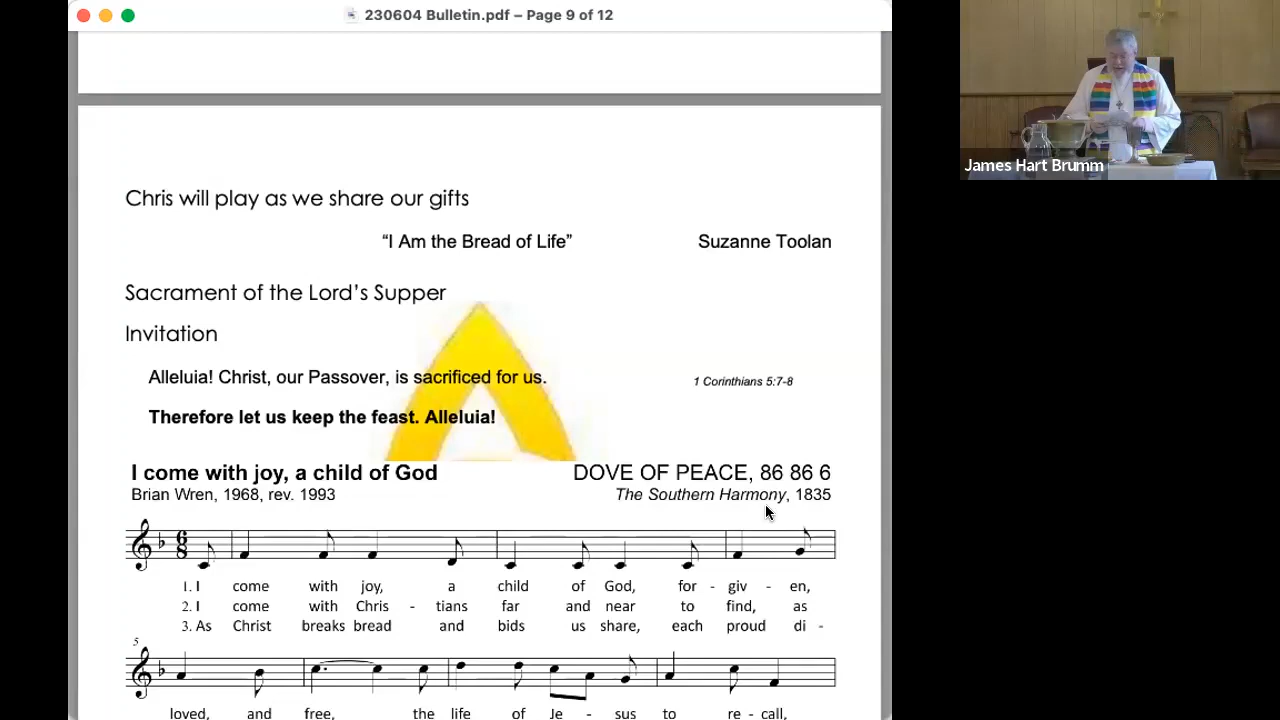 230604 Bulletin.pdf – Page 9 of 12
James Hart Brumm
Chris will play as we share our gifts
“I Am the Bread of Life” Suzanne Toolan
Sacrament of the Lord’s Supper
Invitation
Alleluia! Christ, our Passover, is sacrificed for us. 1 Corinthians 5:7-8
Therefore let us keep the feast. Alleluia!
I come with joy, a child of God DOVE OF PEACE, 86 86 6
Brian Wren, 1968, rev. 1993 The Southern Harmony, 1835
6
8
1. I come with joy, a child of God, for - giv - en,
2. I come with Chris - tians far and near to find, as
3. As Christ breaks bread and bids us share, each proud di -
5
loved, and free, the life of Je - sus to re - call,